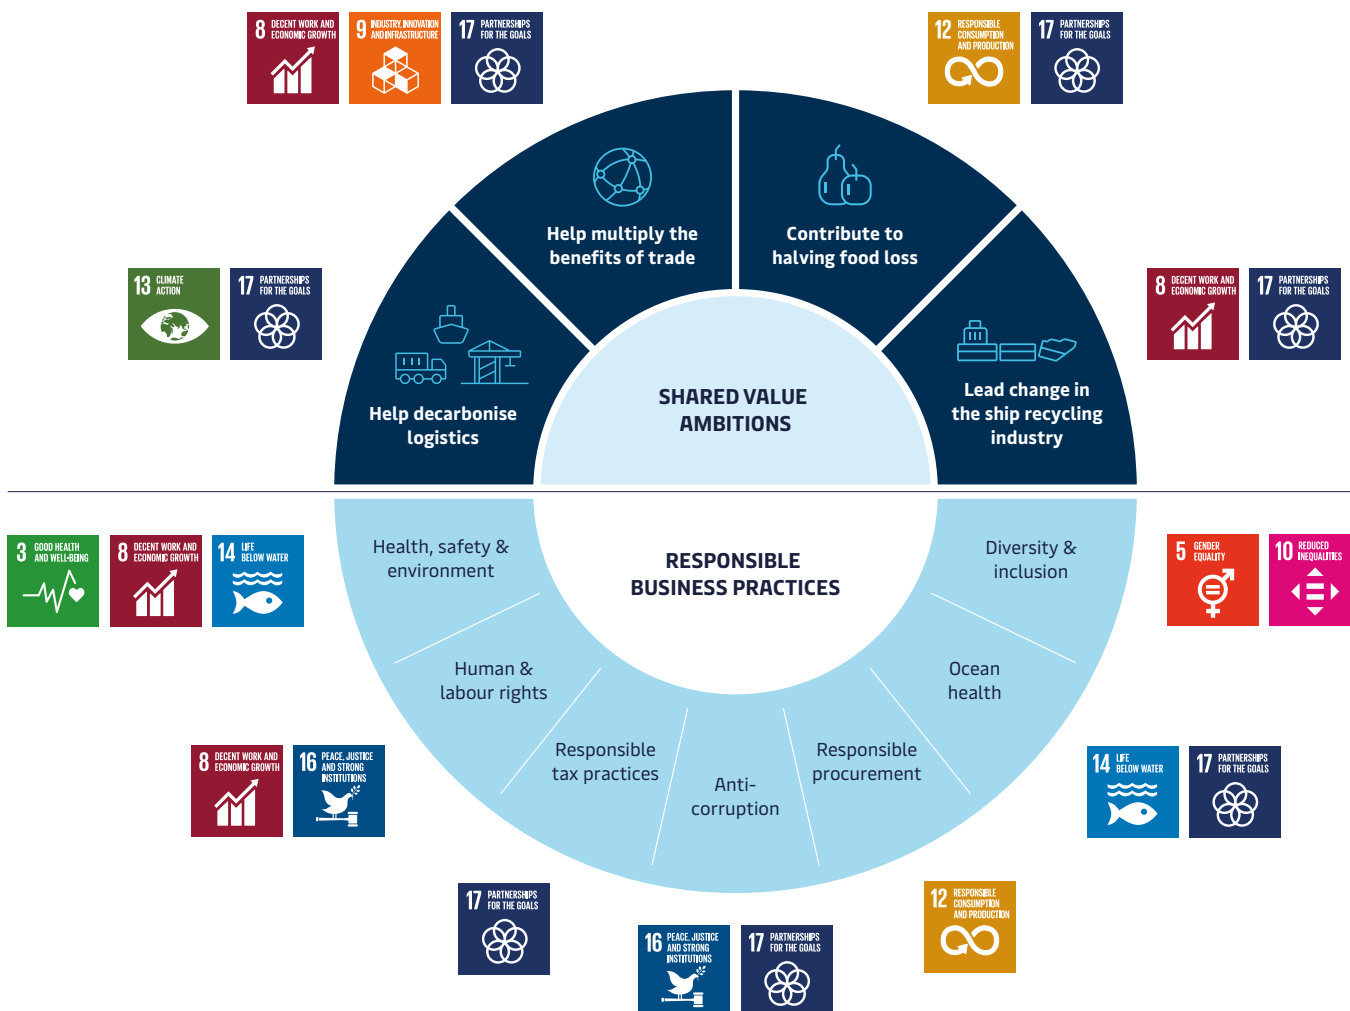 8 DECENT WORK AND
ECONOMIC GROWTH
9 INDUSTRY, INNOVATION
AND INFRASTRUCTURE
17 PARTNERSHIPS
FOR THE GOALS
12 RESPONSIBLE
CONSUMPTION
AND PRODUCTION
17 PARTNERSHIPS
FOR THE GOALS
Help multiply the
benefits of trade
Contribute to
halving food loss
13 CLIMATE
ACTION
17 PARTNERSHIPS
FOR THE GOALS
8 DECENT WORK AND
ECONOMIC GROWTH
17 PARTNERSHIPS
FOR THE GOALS
Help decarbonise
logistics
SHARED VALUE
AMBITIONS
Lead change in
the ship recycling
industry
3 GOOD HEALTH
AND WELL-BEING
8 DECENT WORK AND
ECONOMIC GROWTH
14 LIFE
BELOW WATER
Health, safety &
environment
RESPONSIBLE
BUSINESS PRACTICES
Diversity &
inclusion
5 GENDER
EQUALITY
10 REDUCED
INEQUALITIES
Human &
labour rights
Ocean
health
8 DECENT WORK AND
ECONOMIC GROWTH
16 PEACE, JUSTICE
AND STRONG
INSTITUTIONS
Responsible
tax practices
Anti-
corruption
Responsible
procurement
14 LIFE
BELOW WATER
17 PARTNERSHIPS
FOR THE GOALS
17 PARTNERSHIPS
FOR THE GOALS
16 PEACE, JUSTICE
AND STRONG
INSTITUTIONS
17 PARTNERSHIPS
FOR THE GOALS
12 RESPONSIBLE
CONSUMPTION
AND PRODUCTION